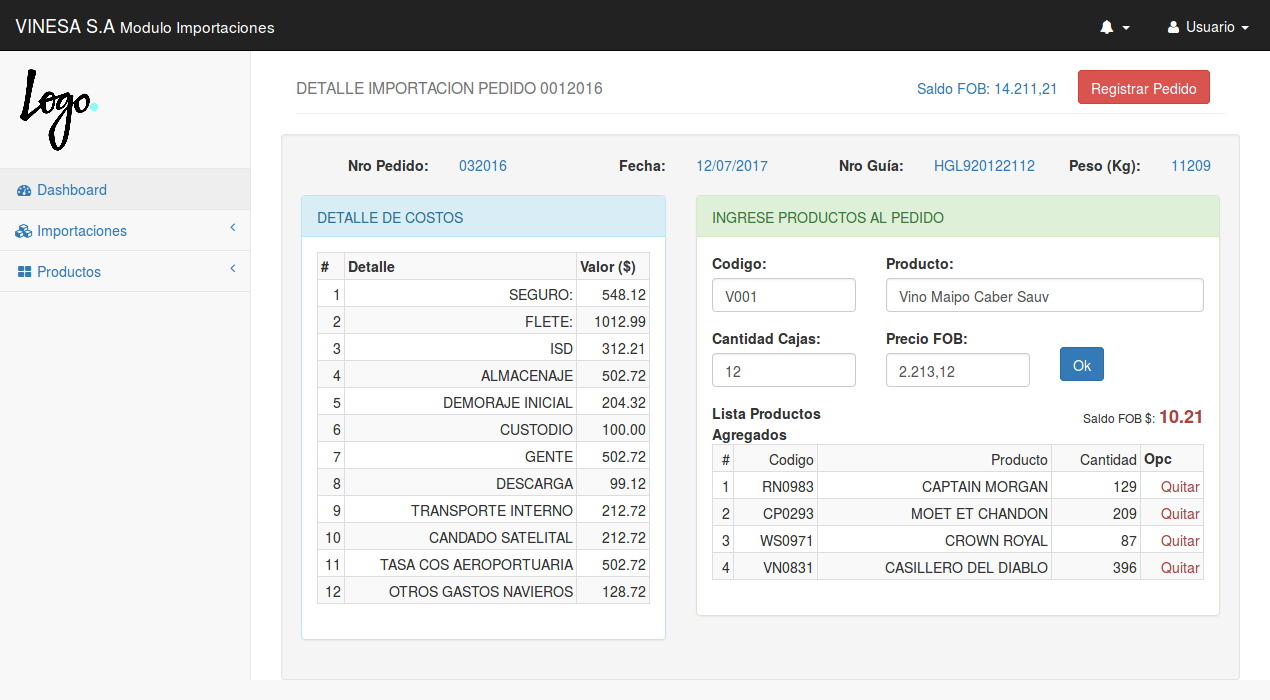 VINESA S.A Modulo Importaciones
Usuario
Logo.
DETALLE IMPORTACION PEDIDO 0012016
Saldo FOB: 14.211,21
Registrar Pedido
Dashboard
Importaciones
Productos
Nro Pedido: 032016 Fecha: 12/07/2017 Nro Guía: HGL920122112 Peso (Kg): 11209
DETALLE DE COSTOS
# Detalle Valor ($)
1 SEGURO: 548.12
2 FLETE: 1012.99
3 ISD 312.21
4 ALMACENAJE 502.72
5 DEMORAJE INICIAL 204.32
6 CUSTODIO 100.00
7 GENTE 502.72
8 DESCARGA 99.12
9 TRANSPORTE INTERNO 212.72
10 CANDADO SATELITAL 212.72
11 TASA COS AEROPORTUARIA 502.72
12 OTROS GASTOS NAVIEROS 128.72
INGRESE PRODUCTOS AL PEDIDO
Codigo: Producto:
V001 Vino Maipo Caber Sauv
Cantidad Cajas: Precio FOB:
12 2.213,12 Ok
Lista Productos
Agregados
Saldo FOB $: 10.21
# Codigo Producto Cantidad Opc
1 RN0983 CAPTAIN MORGAN 129 Quitar
2 CP0293 MOET ET CHANDON 209 Quitar
3 WS0971 CROWN ROYAL 87 Quitar
4 VN0831 CASILLERO DEL DIABLO 396 Quitar